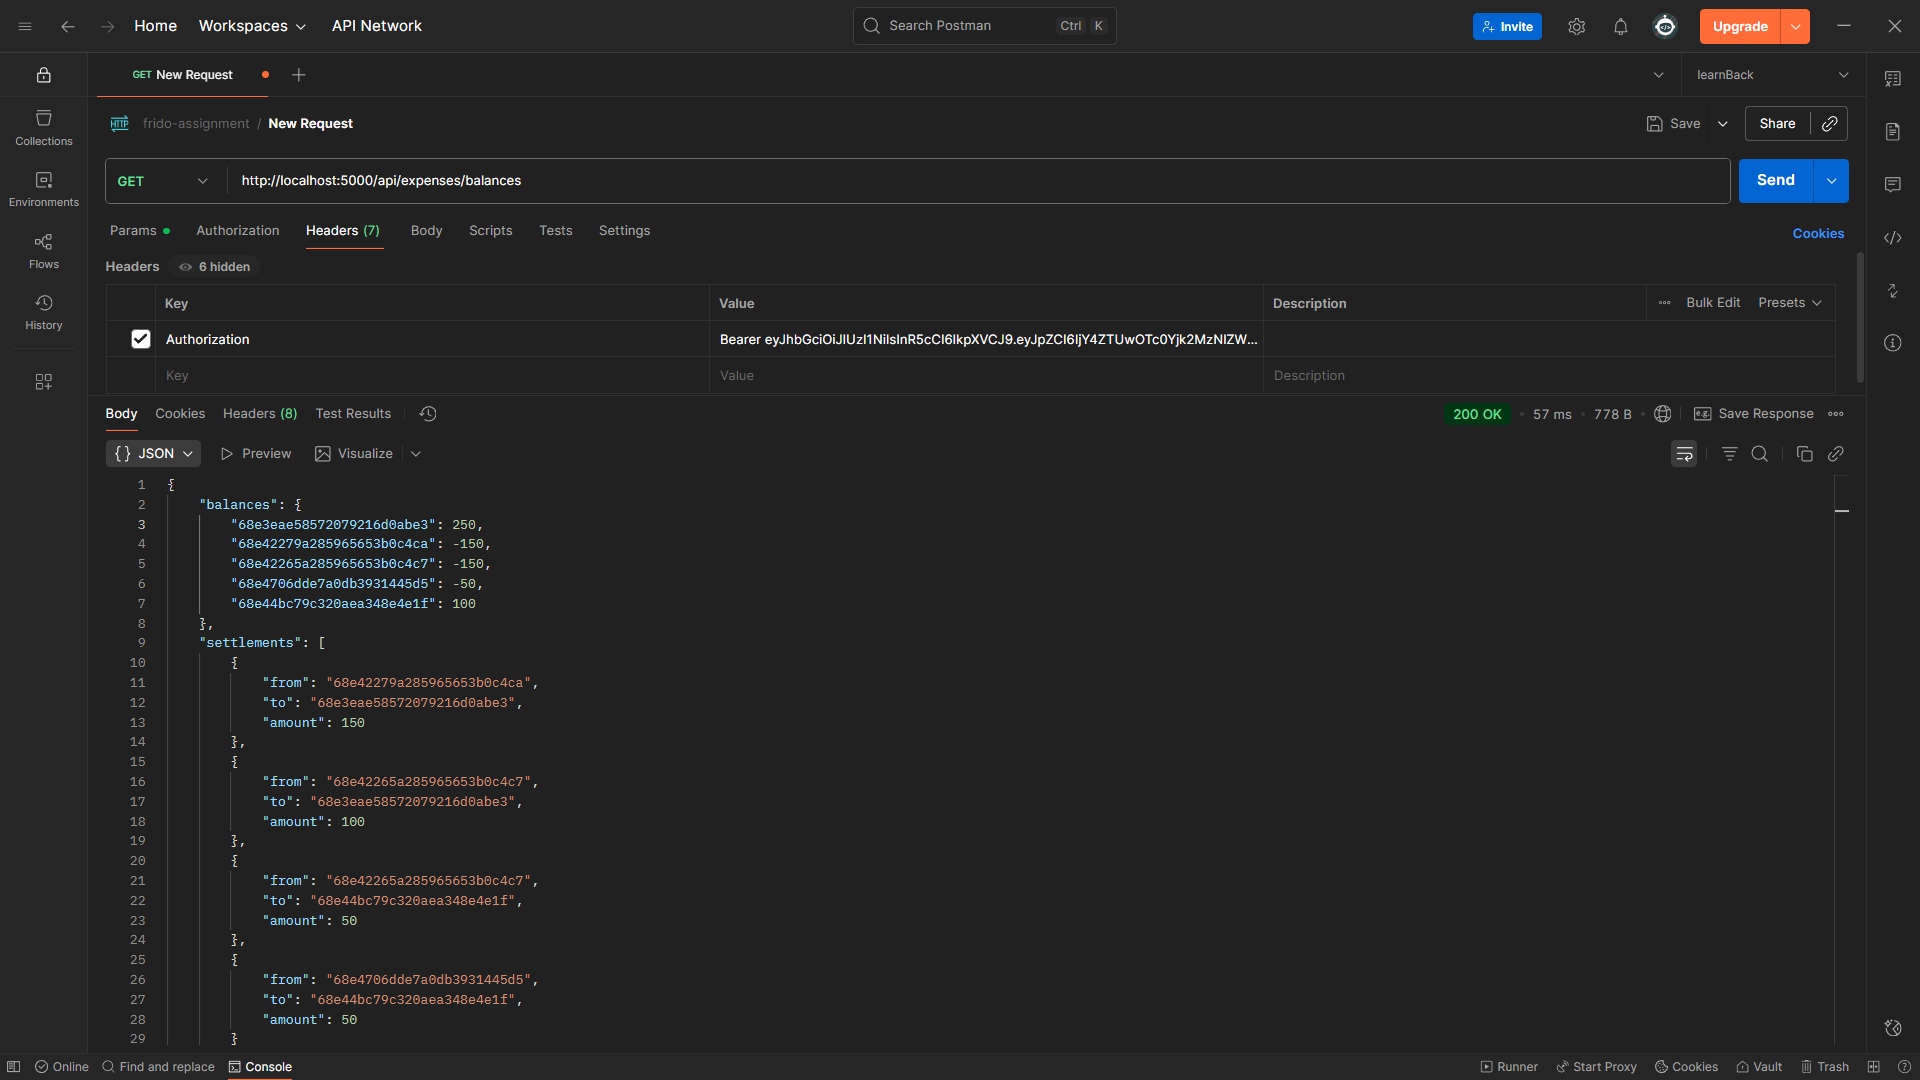 Home Workspaces API Network Search Postman Ctrl K Invite Upgrade
GET New Request learnBack
HTTP frido-assignment / New Request Save Share
Collections
Environments
Flows
History
GET http://localhost:5000/api/expenses/balances Send
Params Authorization Headers (7) Body Scripts Tests Settings Cookies
Headers 6 hidden
Key Value Description Bulk Edit Presets
Authorization Bearer eyJhbGciOiJIUzI1NiIsInR5cCI6IkpXVCJ9.eyJpZCI6IjY4ZTUwOTc0Yjk2MzNlZW...
Key Value Description
Body Cookies Headers (8) Test Results 200 OK 57 ms 778 B e.g. Save Response
{} JSON Preview Visualize
1 {
2 "balances": {
3 "68e3eae58572079216d0abe3": 250,
4 "68e42279a285965653b0c4ca": -150,
5 "68e42265a285965653b0c4c7": -150,
6 "68e4706dde7a0db3931445d5": -50,
7 "68e44bc79c320aea348e4e1f": 100
8 },
9 "settlements": [
10 {
11 "from": "68e42279a285965653b0c4ca",
12 "to": "68e3eae58572079216d0abe3",
13 "amount": 150
14 },
15 {
16 "from": "68e42265a285965653b0c4c7",
17 "to": "68e3eae58572079216d0abe3",
18 "amount": 100
19 },
20 {
21 "from": "68e42265a285965653b0c4c7",
22 "to": "68e44bc79c320aea348e4e1f",
23 "amount": 50
24 },
25 {
26 "from": "68e4706dde7a0db3931445d5",
27 "to": "68e44bc79c320aea348e4e1f",
28 "amount": 50
29 }
Online Find and replace Console Runner Start Proxy Cookies Vault Trash